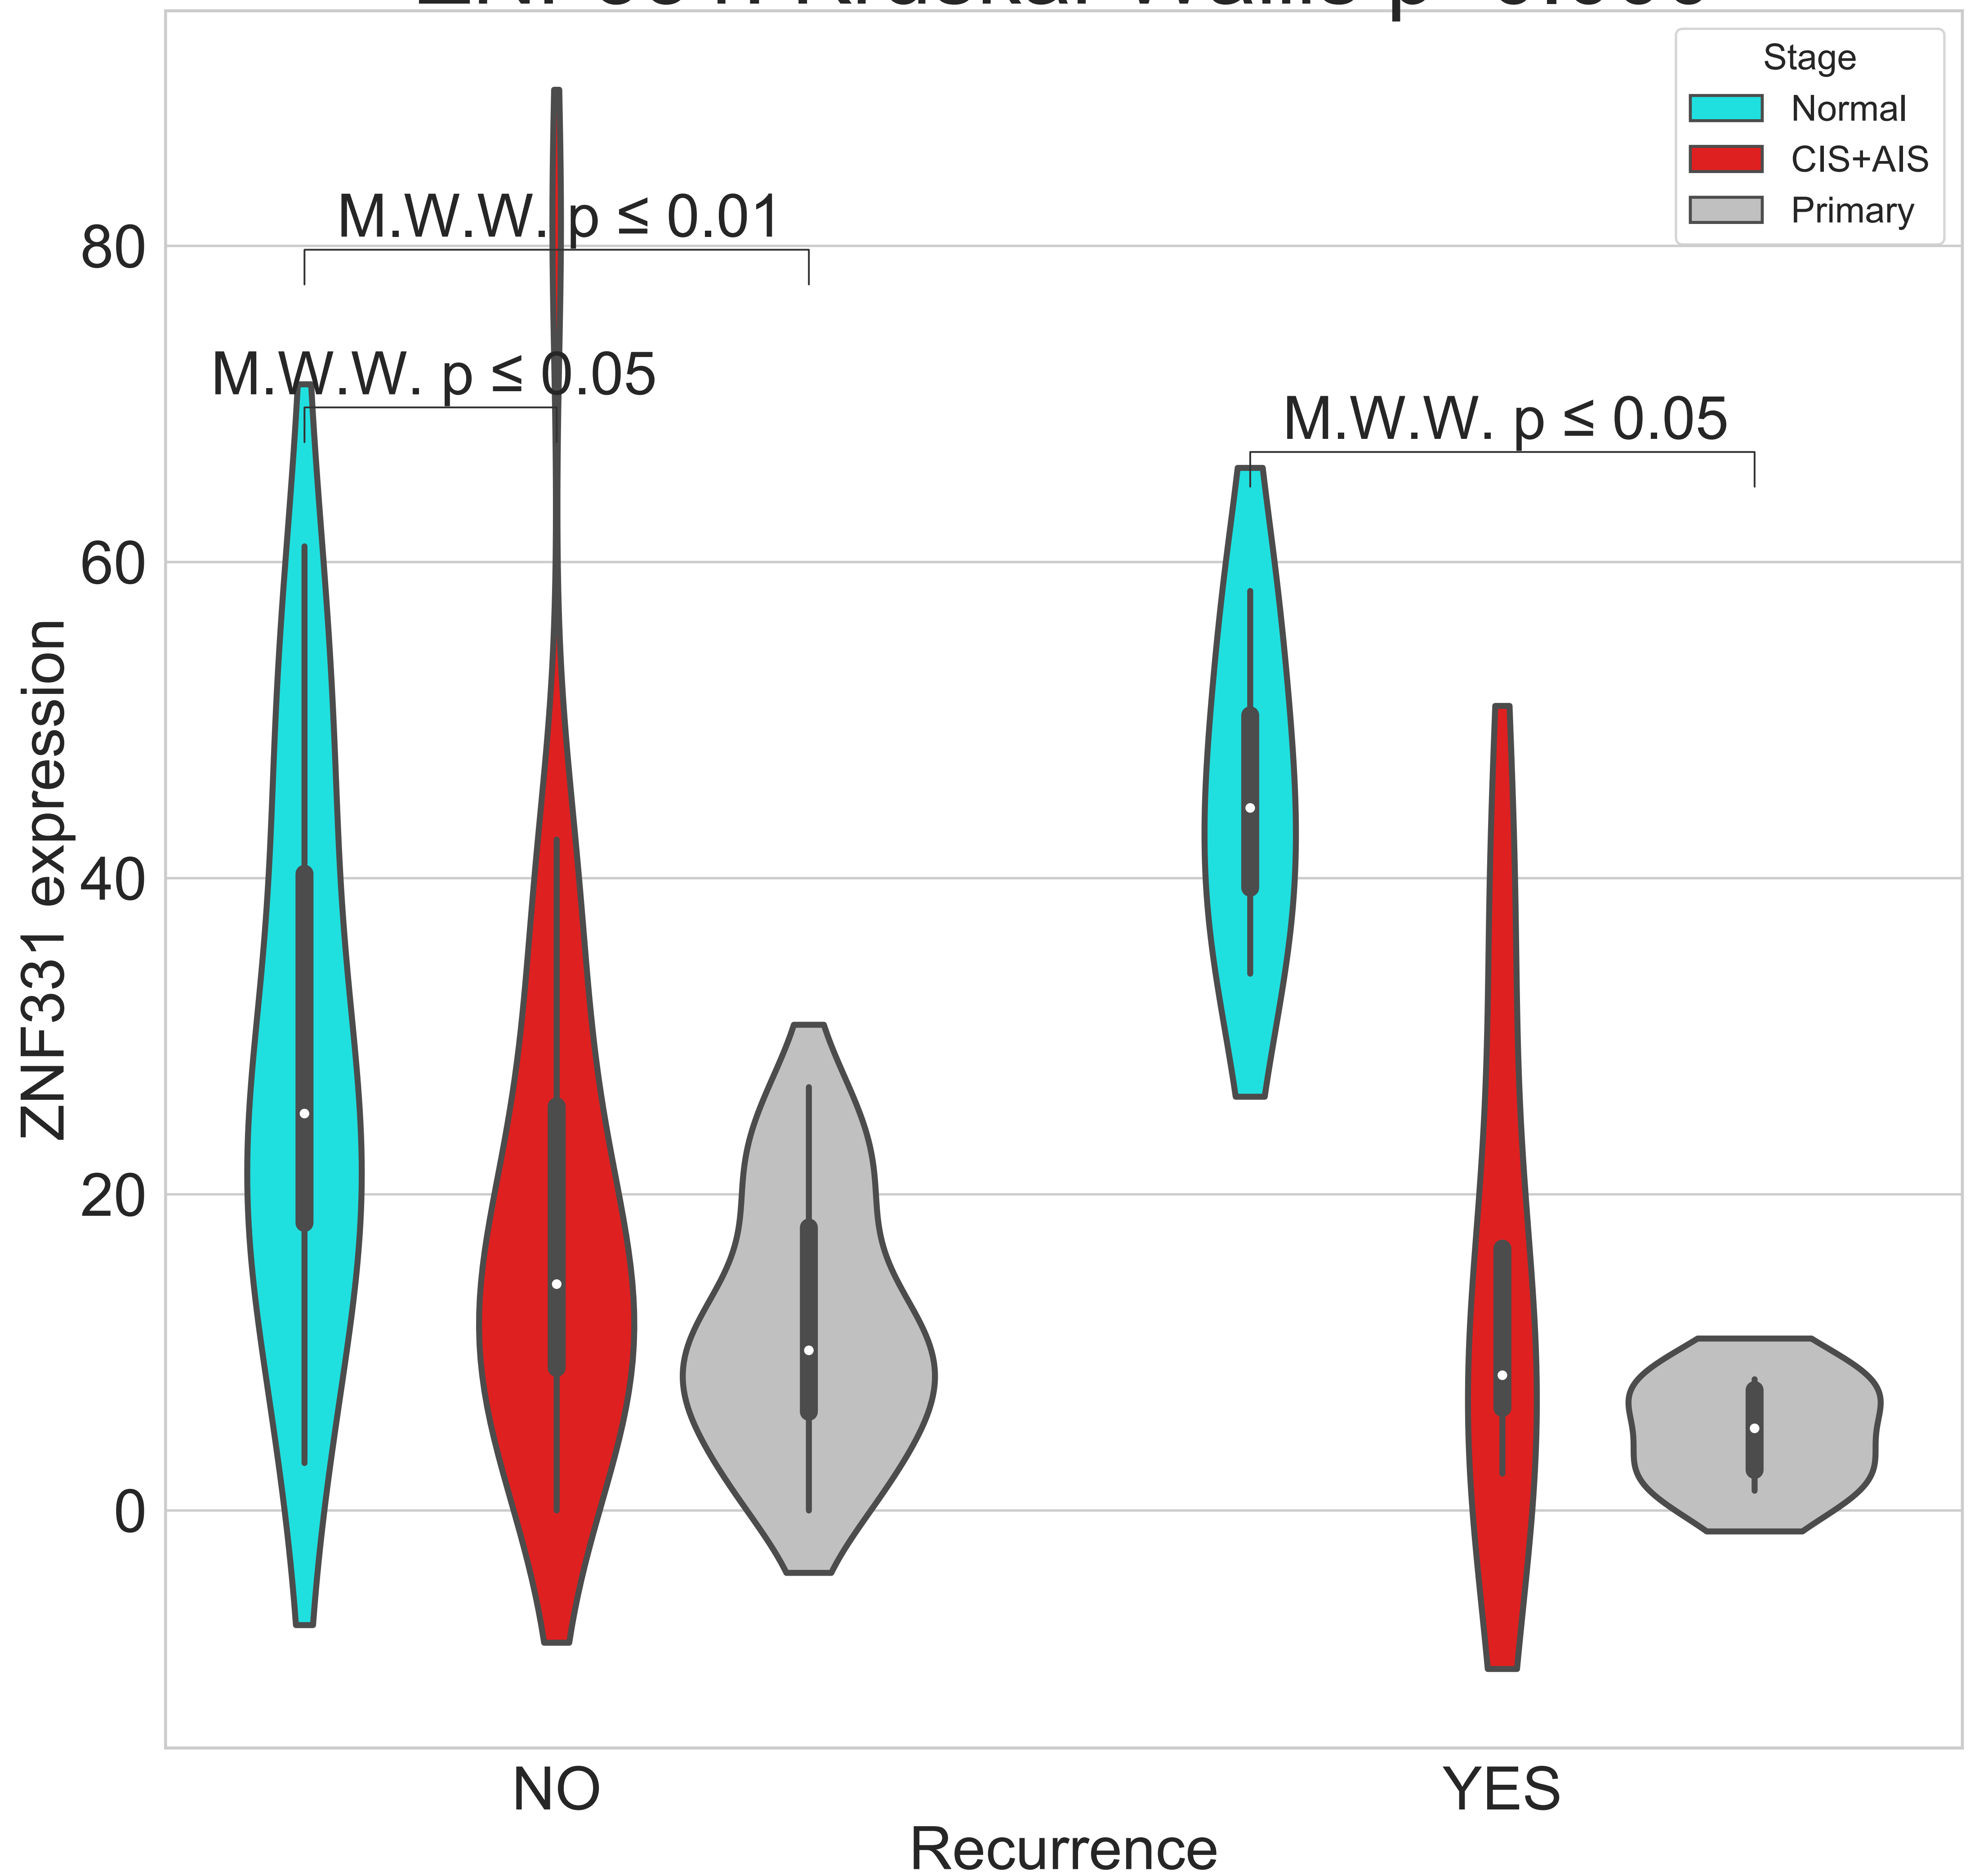 Stage
Normal
CIS+AIS
Primary
M.W.W. p ≤ 0.01
M.W.W. p ≤ 0.05
M.W.W. p ≤ 0.05
80
60
40
20
0
ZNF331 expression
NO
YES
Recurrence